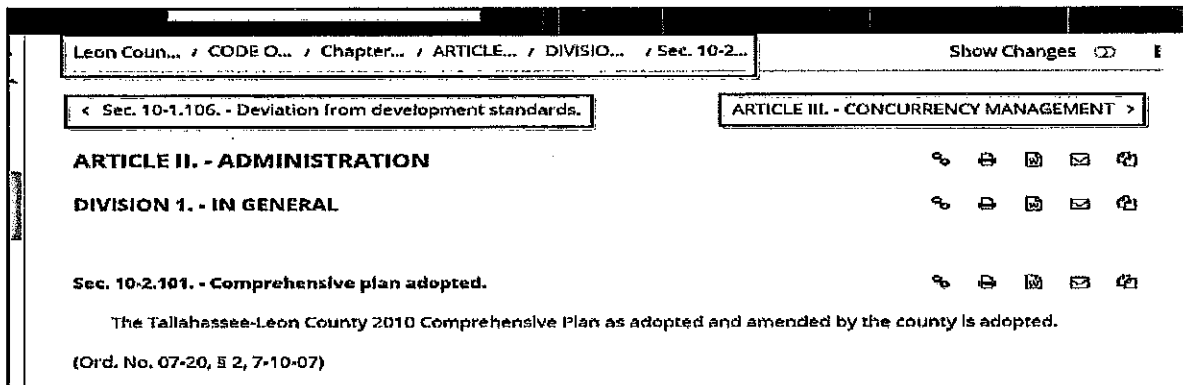 Leon Coun... / CODE O... / Chapter... / ARTICLE... / DIVISIO... / Sec. 10-2... Show Changes
< Sec. 10-1.106. - Deviation from development standards. ARTICLE III. - CONCURRENCY MANAGEMENT >
ARTICLE II. - ADMINISTRATION
DIVISION 1. - IN GENERAL
Sec. 10-2.101. - Comprehensive plan adopted.
The Tallahassee-Leon County 2010 Comprehensive Plan as adopted and amended by the county is adopted.
(Ord. No. 07-20, § 2, 7-10-07)